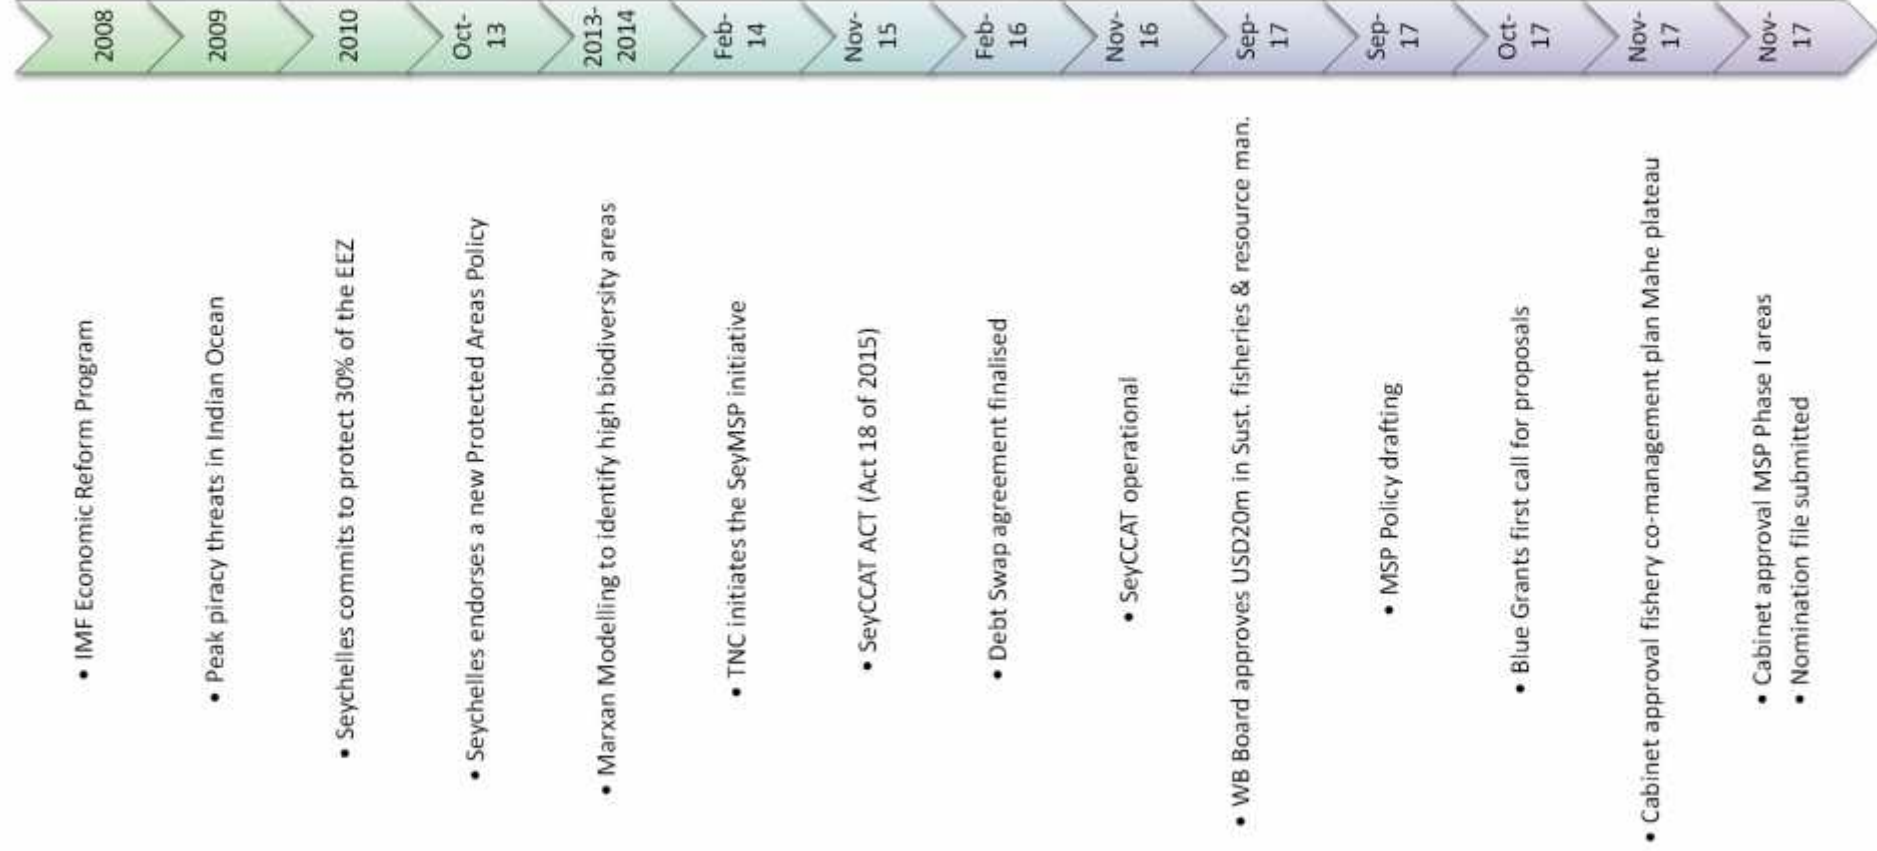 2008
• IMF Economic Reform Program
2009
• Peak piracy threats in Indian Ocean
2010
• Seychelles commits to protect 30% of the EEZ
Oct-
13
• Seychelles endorses a new Protected Areas Policy
2013-
2014
• Marxan Modelling to identify high biodiversity areas
Feb-
14
• TNC initiates the SeyMSP initiative
Nov-
15
• SeyCCAT ACT (Act 18 of 2015)
Feb-
16
• Debt Swap agreement finalised
Nov-
16
• SeyCCAT operational
Sep-
17
• WB Board approves USD20m in Sust. fisheries & resource man.
Sep-
17
• MSP Policy drafting
Oct-
17
• Blue Grants first call for proposals
Nov-
17
• Cabinet approval fishery co-management plan Mahe plateau
Nov-
17
• Cabinet approval MSP Phase I areas
• Nomination file submitted